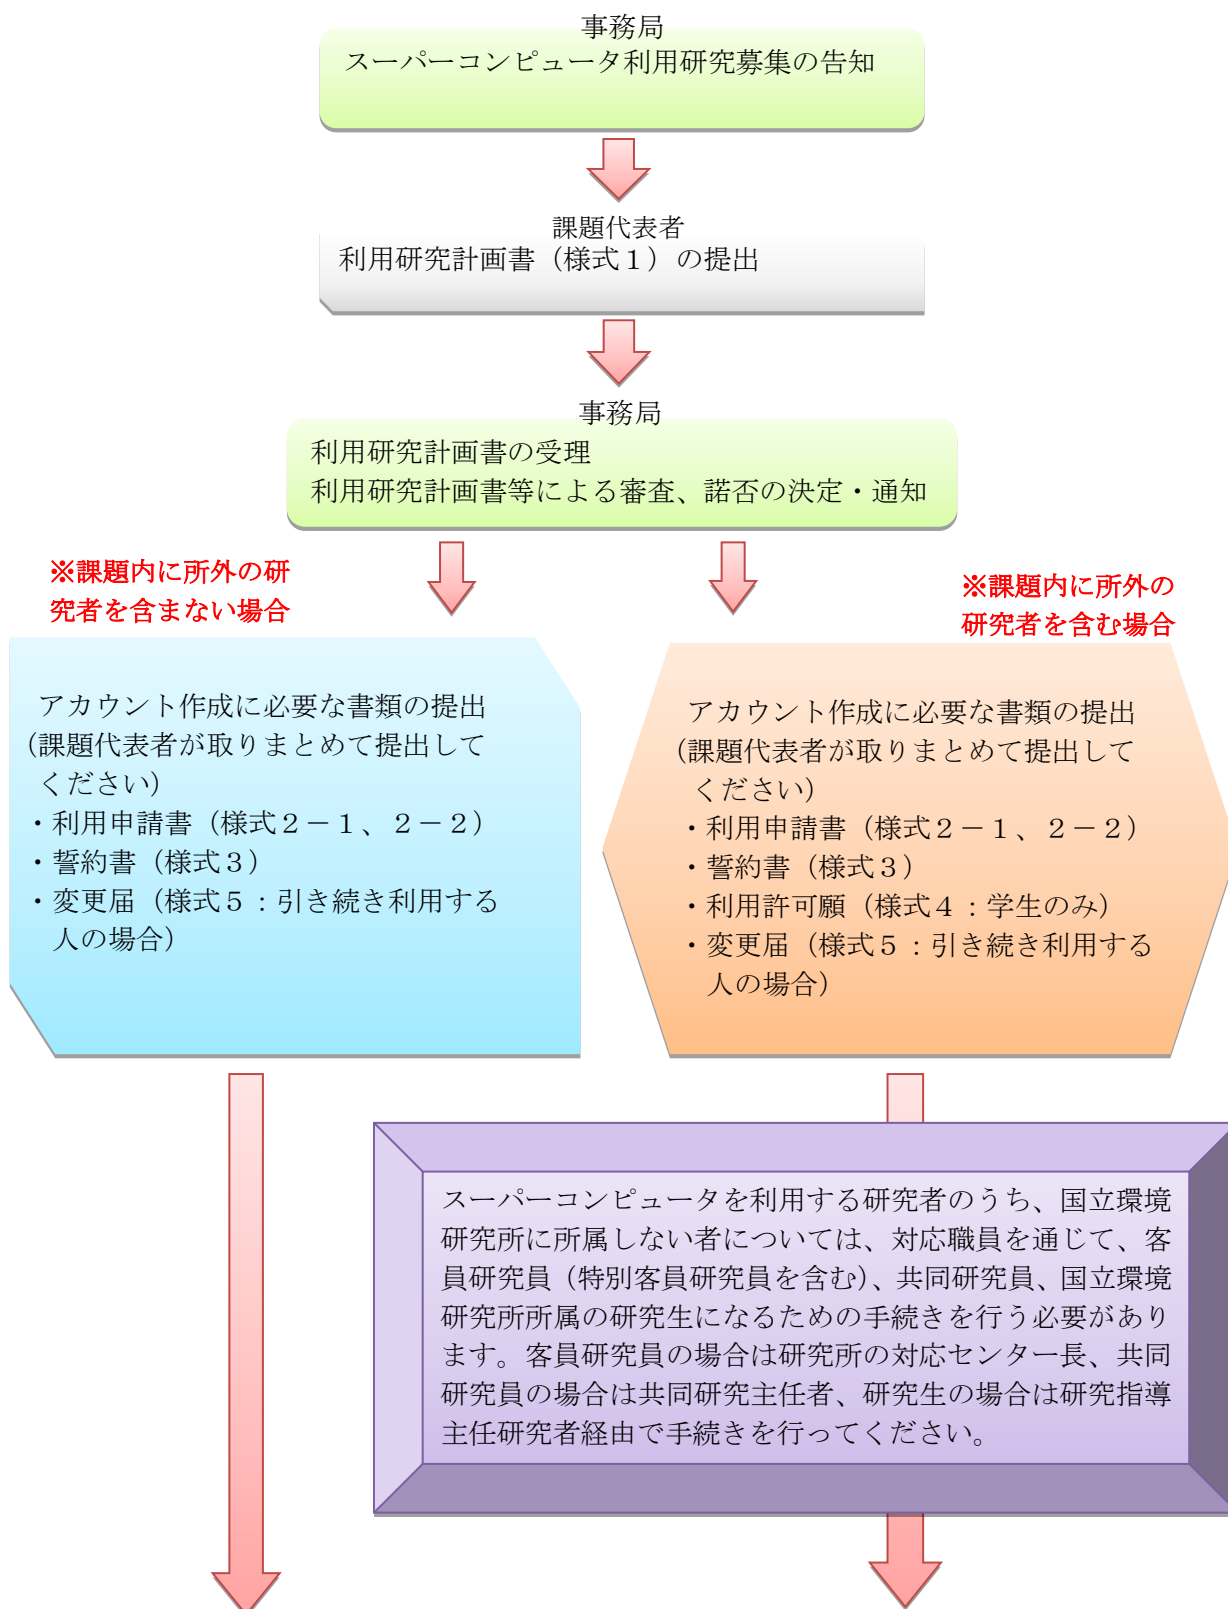 事務局
スーパーコンピュータ利用研究募集の告知
課題代表者
利用研究計画書（様式１）の提出
事務局
利用研究計画書の受理
利用研究計画書等による審査、諾否の決定・通知
※課題内に所外の研
究者を含まない場合
※課題内に所外の
研究者を含む場合
アカウント作成に必要な書類の提出
（課題代表者が取りまとめて提出して
ください）
・利用申請書（様式２－１、２－２）
・誓約書（様式３）
・変更届（様式５：引き続き利用する
人の場合）
アカウント作成に必要な書類の提出
（課題代表者が取りまとめて提出して
ください）
・利用申請書（様式２－１、２－２）
・誓約書（様式３）
・利用許可願（様式４：学生のみ）
・変更届（様式５：引き続き利用する
人の場合）
スーパーコンピュータを利用する研究者のうち、国立環境
研究所に所属しない者については、対応職員を通じて、客
員研究員（特別客員研究員を含む）、共同研究員、国立環境
研究所所属の研究生になるための手続きを行う必要があり
ます。客員研究員の場合は研究所の対応センター長、共同
研究員の場合は共同研究主任者、研究生の場合は研究指導
主任研究者経由で手続きを行ってください。